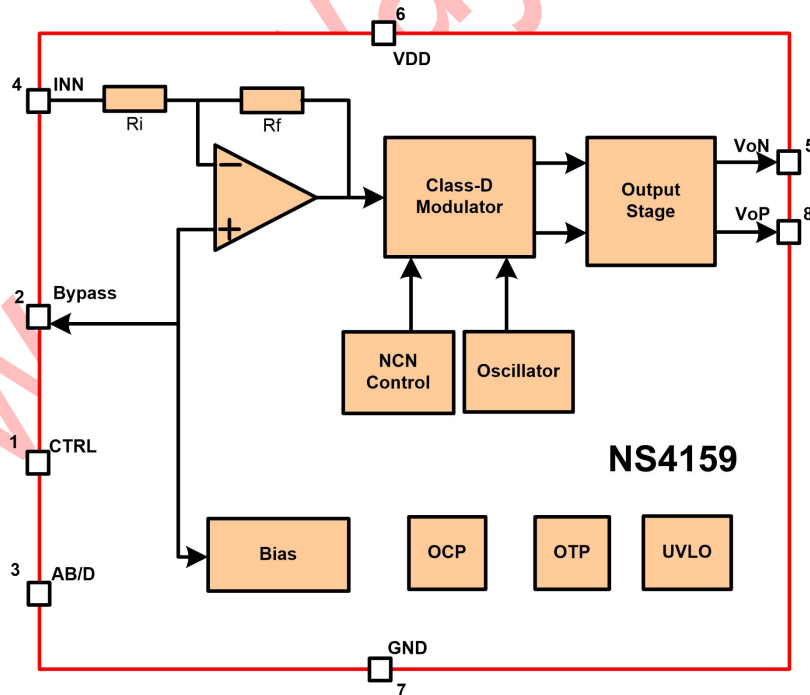 6
VDD
4
INN
Ri
Rf
Class-D
Modulator
Output
Stage
VoN
5
VoP
8
2
Bypass
NCN
Control
Oscillator
1
CTRL
NS4159
3
AB/D
Bias
OCP
OTP
UVLO
GND
7